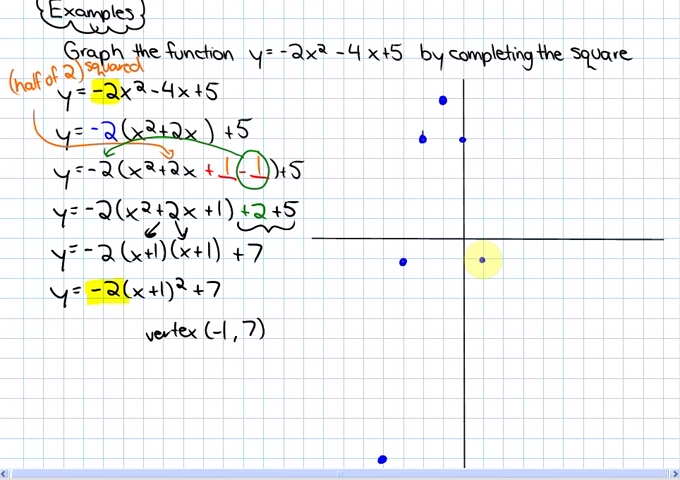 Examples
Graph the function y = -2x² - 4x + 5 by completing the square
(half of 2) squared
y = -2x² - 4x + 5
y = -2(x² + 2x ) + 5
y = -2(x² + 2x + 1 - 1) + 5
y = -2(x² + 2x + 1) + 2 + 5
y = -2(x+1)(x+1) + 7
y = -2(x+1)² + 7
vertex (-1, 7)